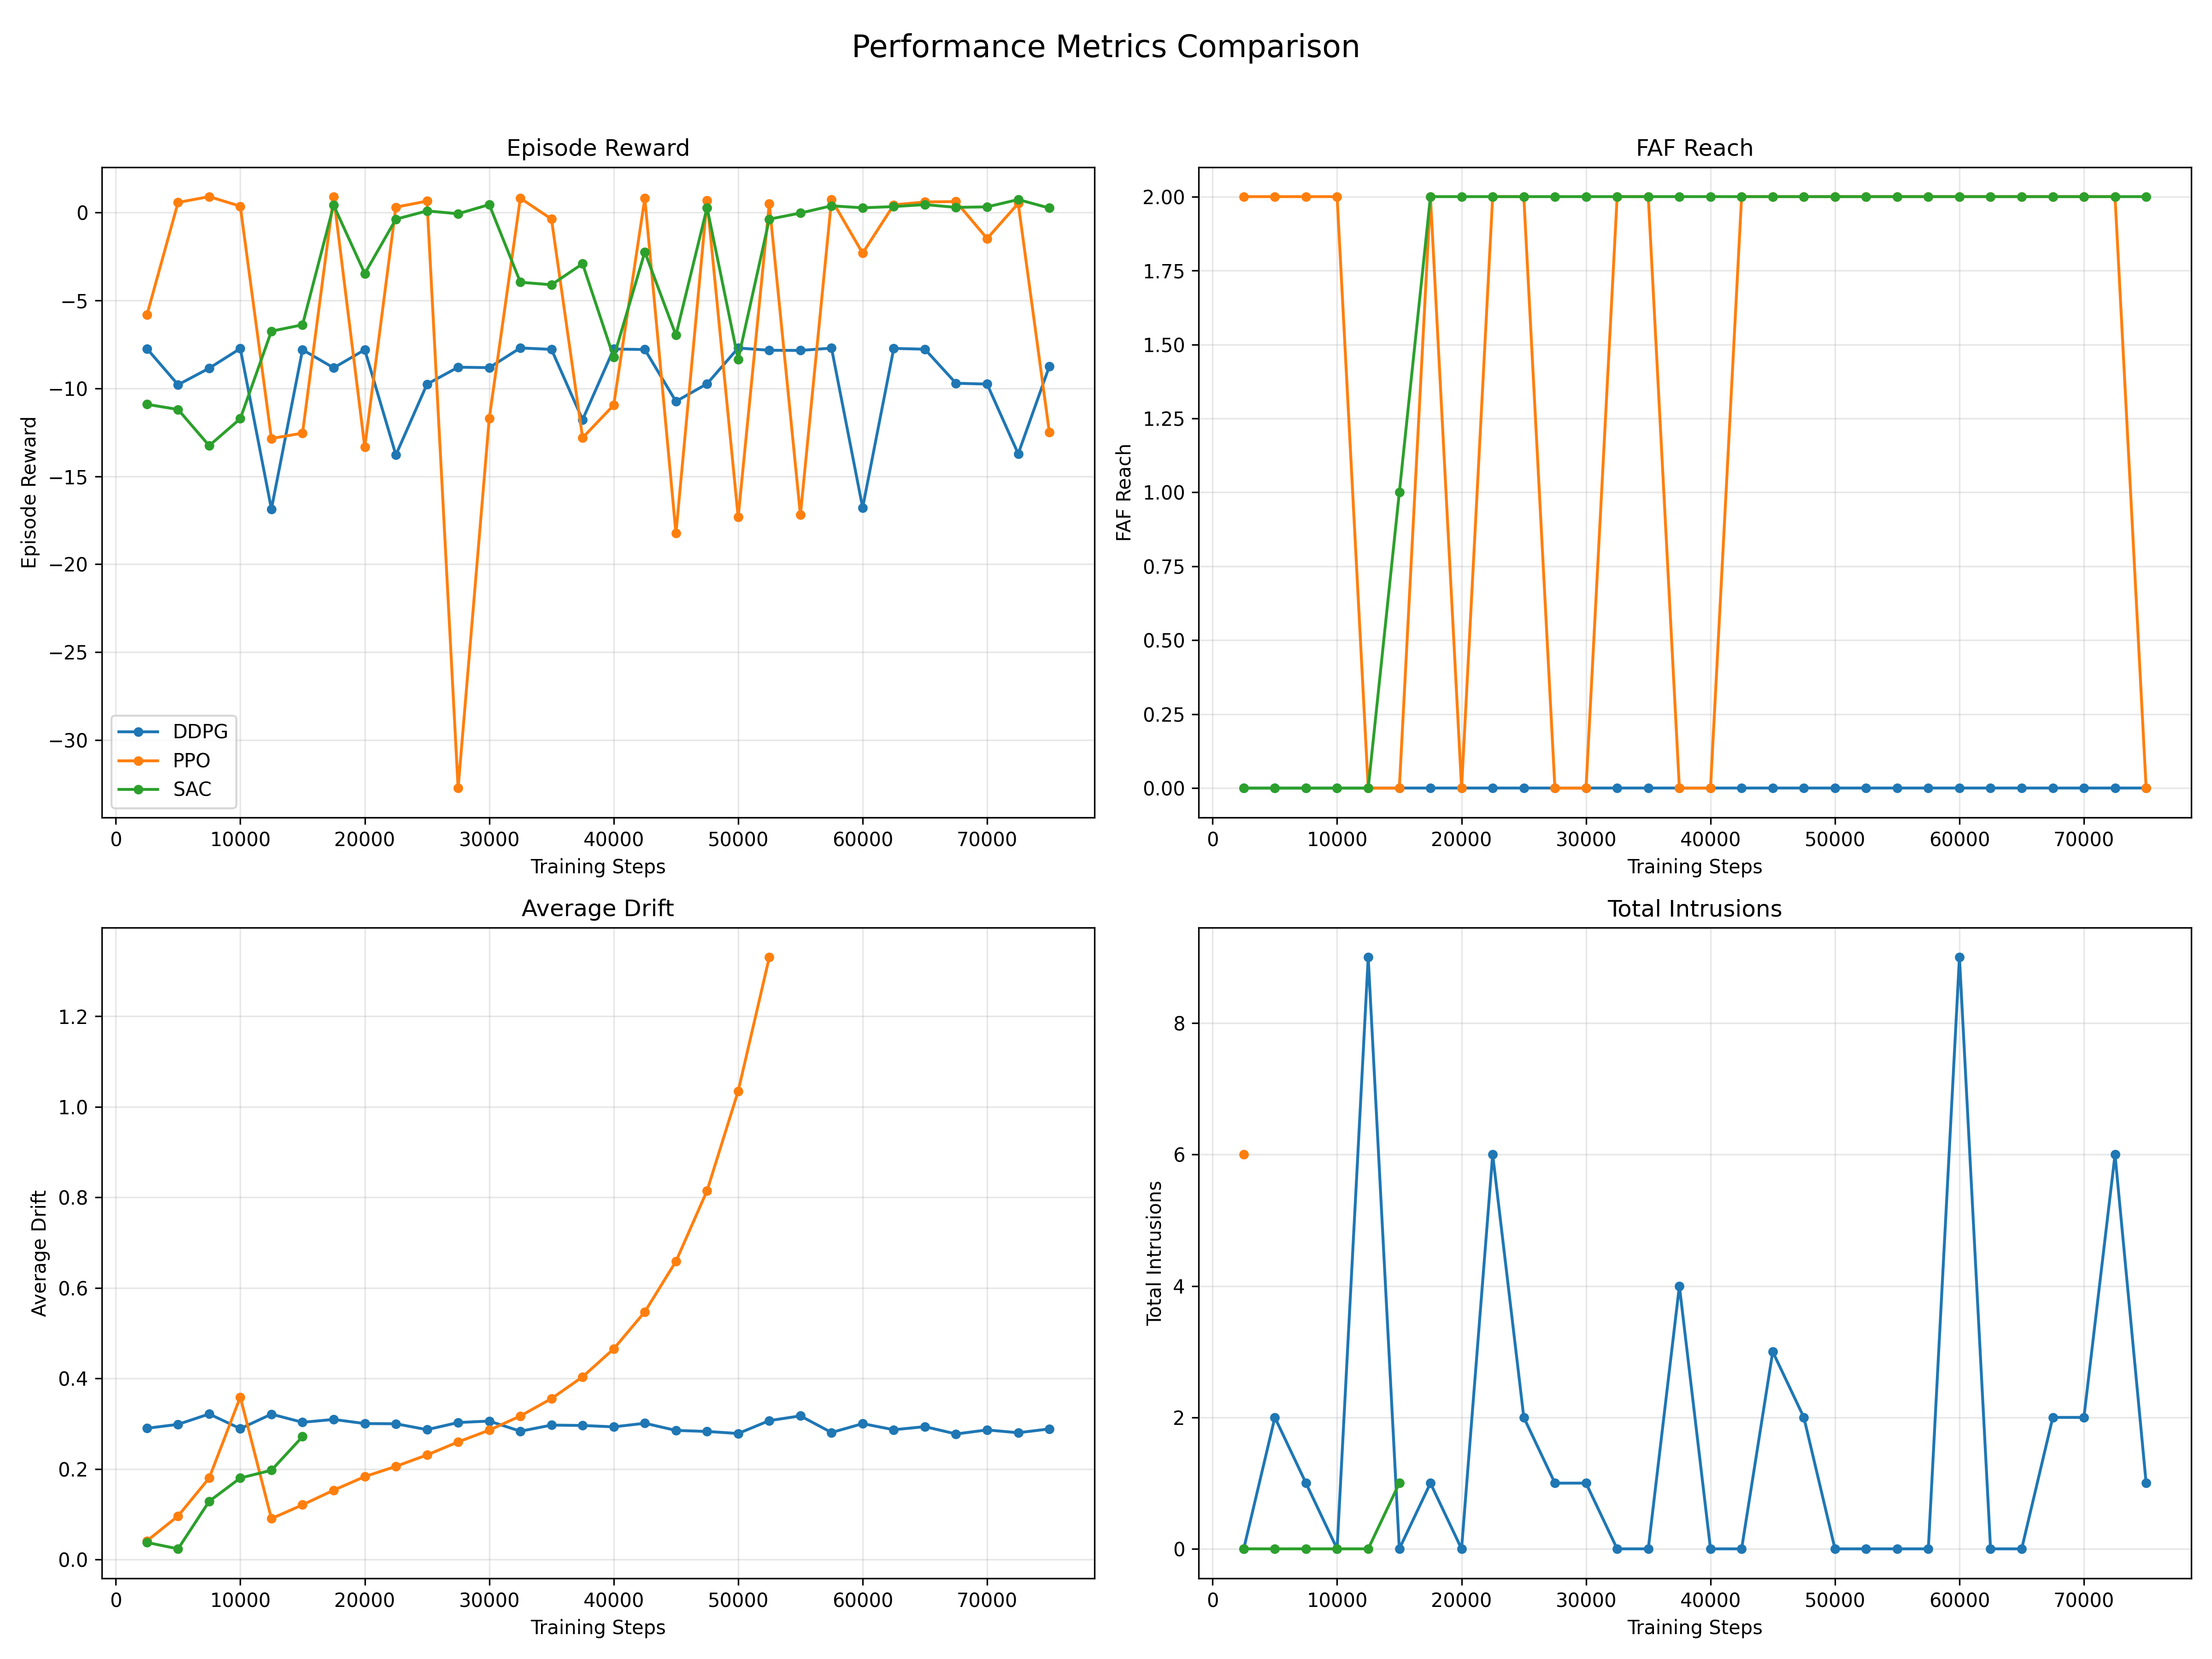 Performance Metrics Comparison
Episode Reward
Episode Reward
0
−5
−10
−15
−20
−25
−30
DDPG
PPO
SAC
0 10000 20000 30000 40000 50000 60000 70000
Training Steps
FAF Reach
FAF Reach
2.00
1.75
1.50
1.25
1.00
0.75
0.50
0.25
0.00
0 10000 20000 30000 40000 50000 60000 70000
Training Steps
Average Drift
Average Drift
1.2
1.0
0.8
0.6
0.4
0.2
0.0
0 10000 20000 30000 40000 50000 60000 70000
Training Steps
Total Intrusions
Total Intrusions
8
6
4
2
0
0 10000 20000 30000 40000 50000 60000 70000
Training Steps